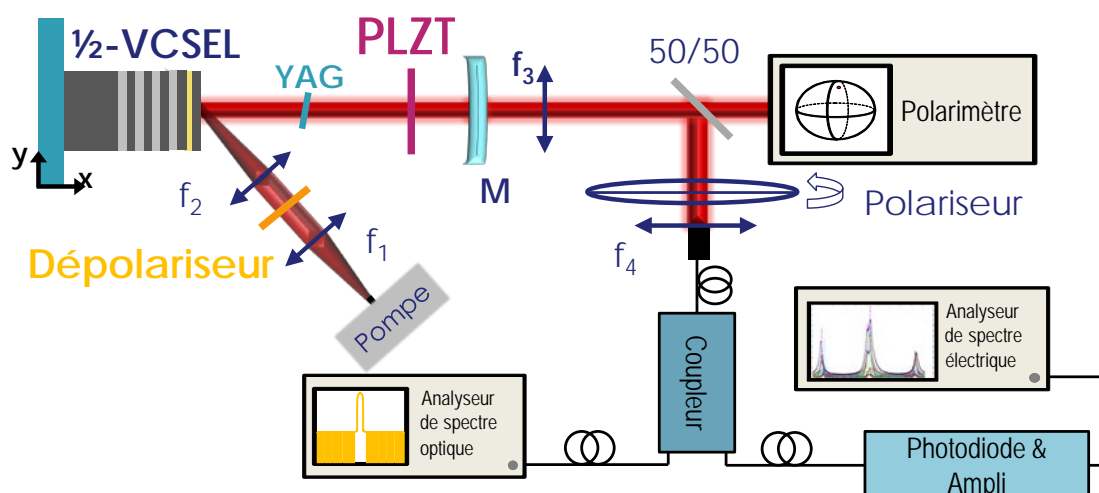 ½-VCSEL
YAG
PLZT
f3
50/50
Polarimètre
y
x
M
f2
f1
Dépolariseur
Pompe
Polariseur
f4
Coupleur
Analyseur
de spectre
électrique
Analyseur
de spectre
optique
Photodiode &
Ampli